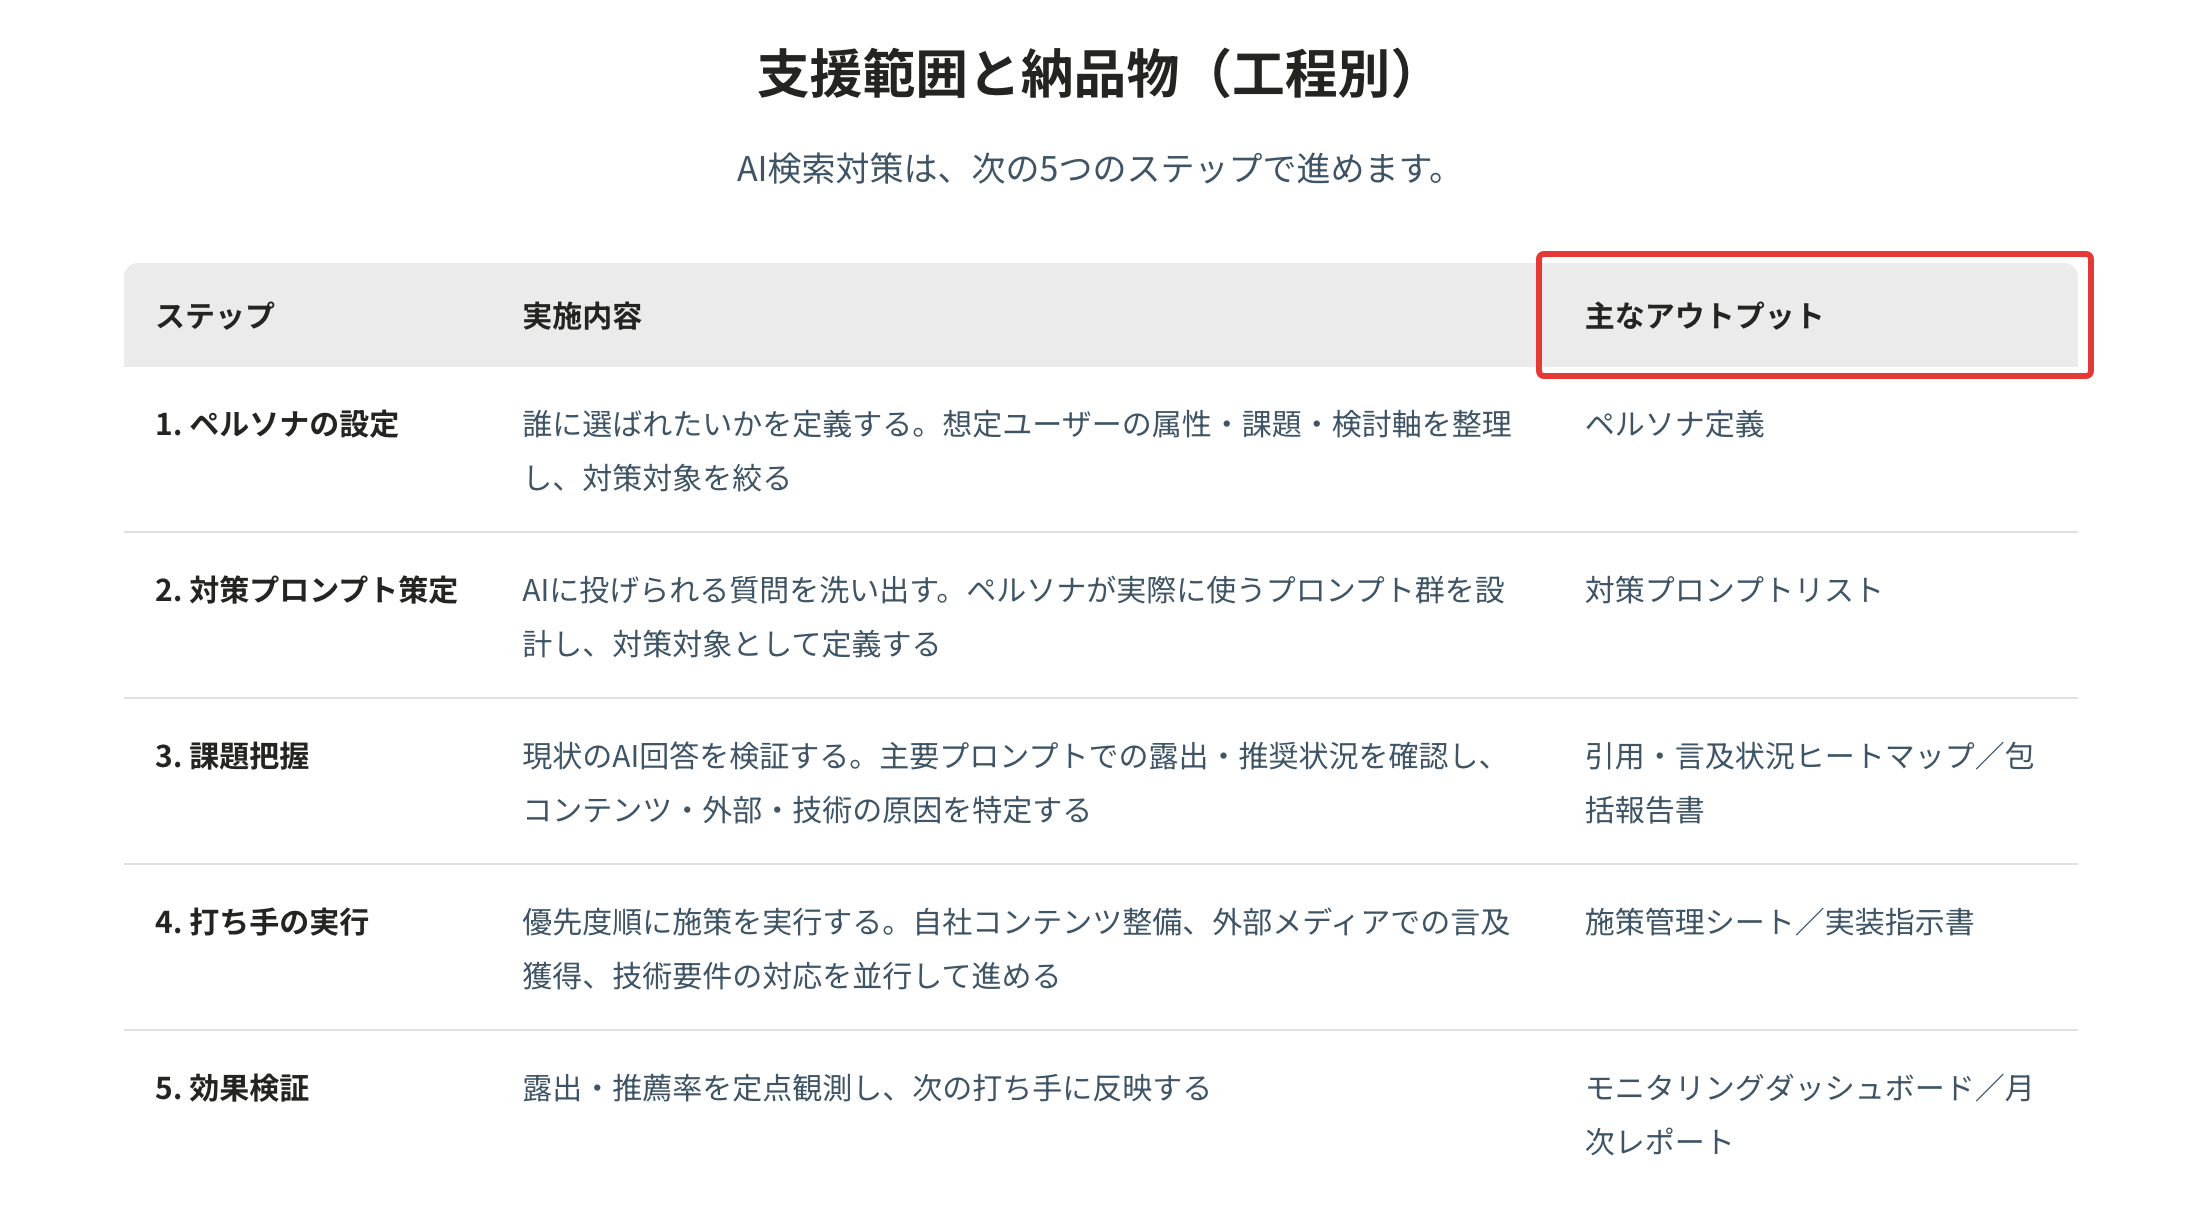 支援範囲と納品物（工程別）
AI検索対策は、次の5つのステップで進めます。
ステップ
実施内容
主なアウトプット
1. ペルソナの設定
誰に選ばれたいかを定義する。想定ユーザーの属性・課題・検討軸を整理
し、対策対象を絞る
ペルソナ定義
2. 対策プロンプト策定
AIに投げられる質問を洗い出す。ペルソナが実際に使うプロンプト群を設
計し、対策対象として定義する
対策プロンプトリスト
3. 課題把握
現状のAI回答を検証する。主要プロンプトでの露出・推奨状況を確認し、
コンテンツ・外部・技術の原因を特定する
引用・言及状況ヒートマップ／包
括報告書
4. 打ち手の実行
優先度順に施策を実行する。自社コンテンツ整備、外部メディアでの言及
獲得、技術要件の対応を並行して進める
施策管理シート／実装指示書
5. 効果検証
露出・推薦率を定点観測し、次の打ち手に反映する
モニタリングダッシュボード／月
次レポート